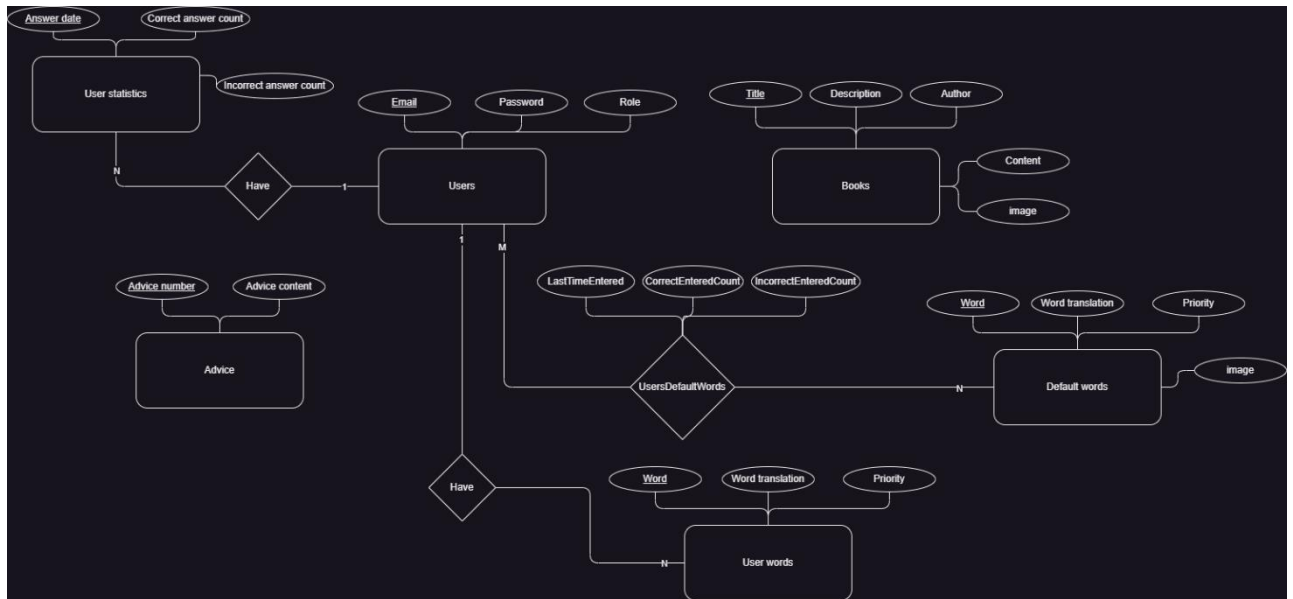 Answer date
Correct answer count
User statistics
Incorrect answer count
Email
Password
Role
Title
Description
Author
N
Have
1
Users
Books
Content
image
1
M
Advice number
Advice content
LastTimeEntered
CorrectEnteredCount
IncorrectEnteredCount
Word
Word translation
Priority
Advice
UsersDefaultWords
N
Default words
image
Have
Word
Word translation
Priority
N
User words